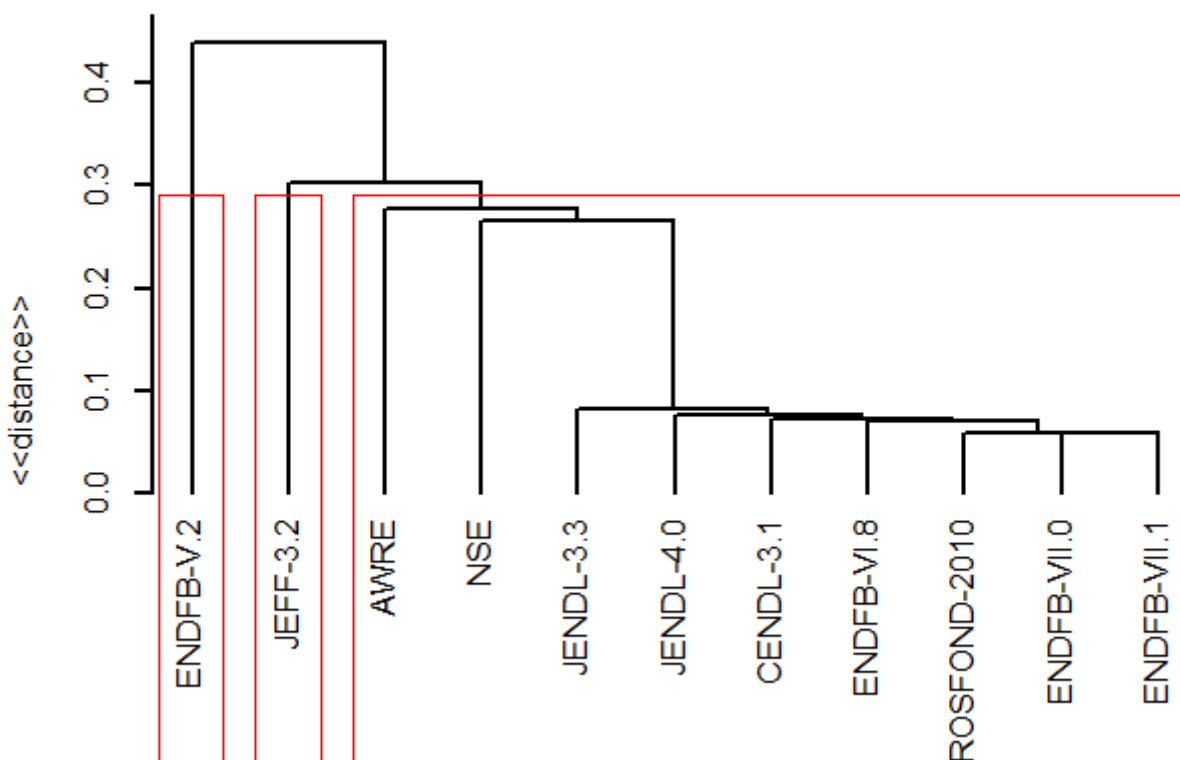 <<distance>>
0.4
0.3
0.2
0.1
0.0
ENDFB-V.2
JEFF-3.2
AWRE
NSE
JENDL-3.3
JENDL-4.0
CENDL-3.1
ENDFB-VI.8
ROSFOND-2010
ENDFB-VII.0
ENDFB-VII.1